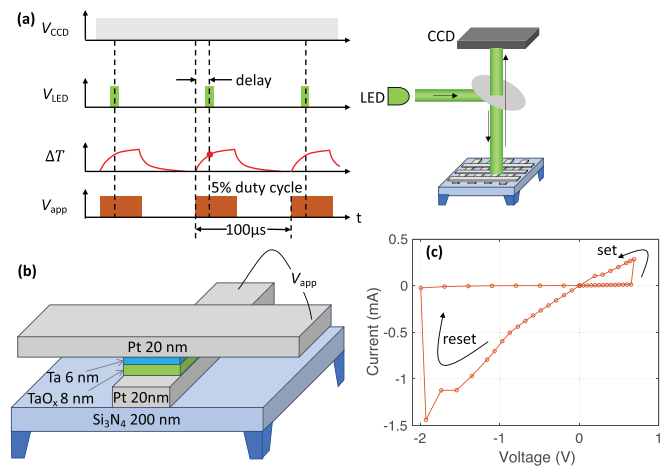 (a)
V_CCD
V_LED
delay
ΔT
5% duty cycle
V_app
t
100μs
CCD
LED
(b)
V_app
Pt 20 nm
Ta 6 nm
TaOₓ 8 nm
Pt 20nm
Si₃N₄ 200 nm
(c)
0.5
set
0
-0.5
reset
-1
-1.5
-2
-1
0
1
Current (mA)
Voltage (V)